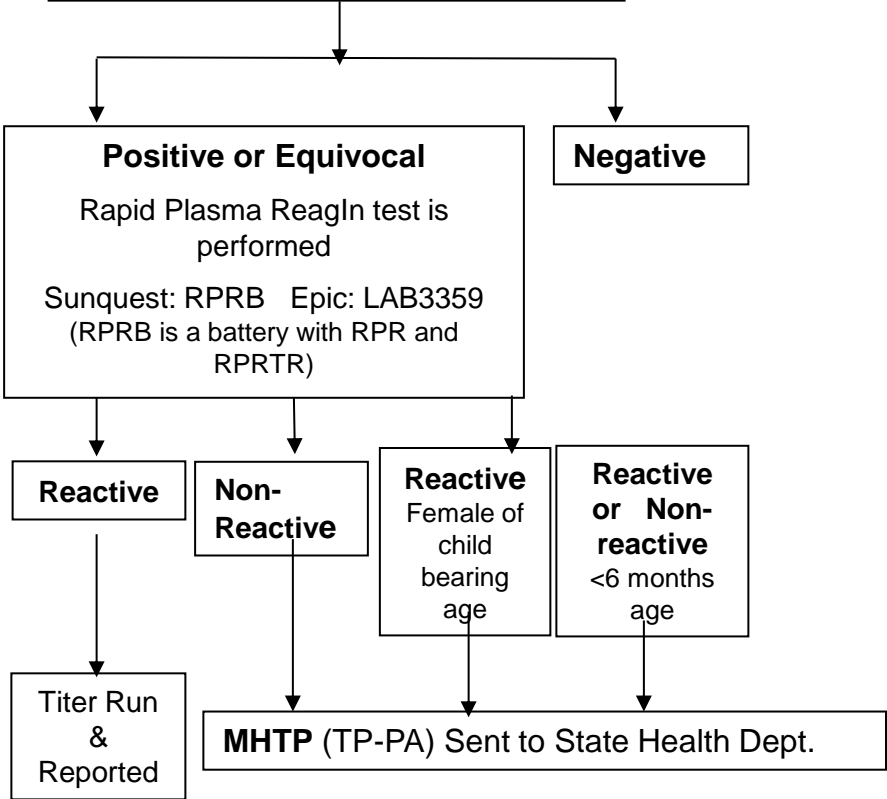 Positive or Equivocal
Rapid Plasma ReagIn test is
performed
Sunquest: RPRB Epic: LAB3359
(RPRB is a battery with RPR and
RPRTR)
Negative
Reactive
Non-
Reactive
Reactive
Female of
child
bearing
age
Reactive
or Non-
reactive
<6 months
age
Titer Run
&
Reported
MHTP (TP-PA) Sent to State Health Dept.